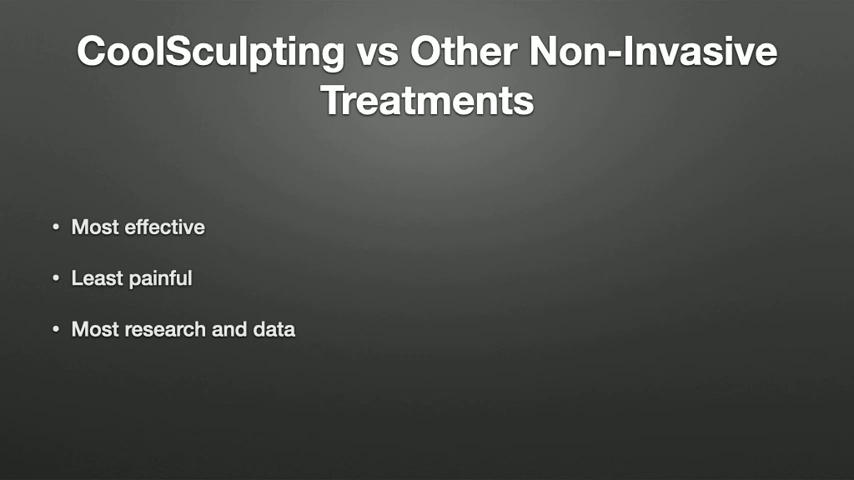 CoolSculpting vs Other Non-Invasive
Treatments
• Most effective
• Least painful
• Most research and data